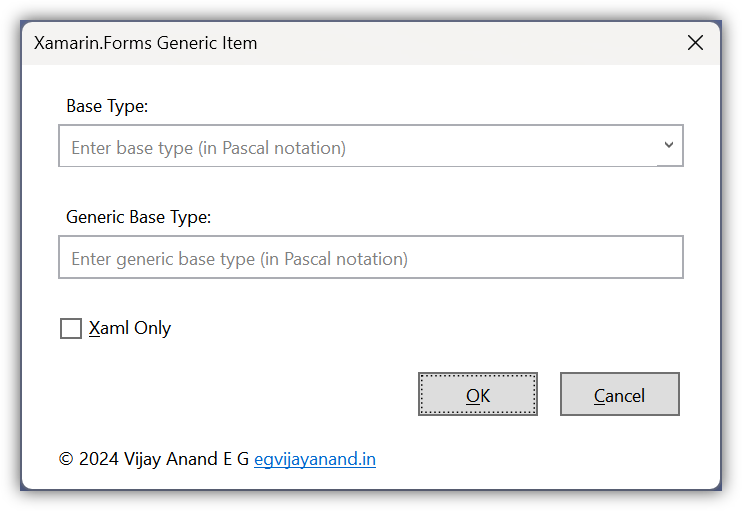 Xamarin.Forms Generic Item
Base Type:
Enter base type (in Pascal notation)
Generic Base Type:
Enter generic base type (in Pascal notation)
Xaml Only
OK
Cancel
© 2024 Vijay Anand E G egvijayanand.in